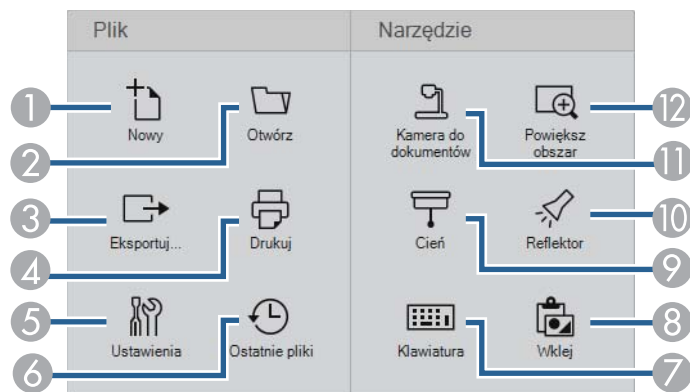 Plik
Narzędzie
1
Nowy
2
Otwórz
Kamera do
dokumentów
11
Powiększ
obszar
12
3
Eksportuj...
4
Drukuj
Cień
9
Reflektor
10
5
Ustawienia
6
Ostatnie pliki
Klawiatura
7
Wklej
8